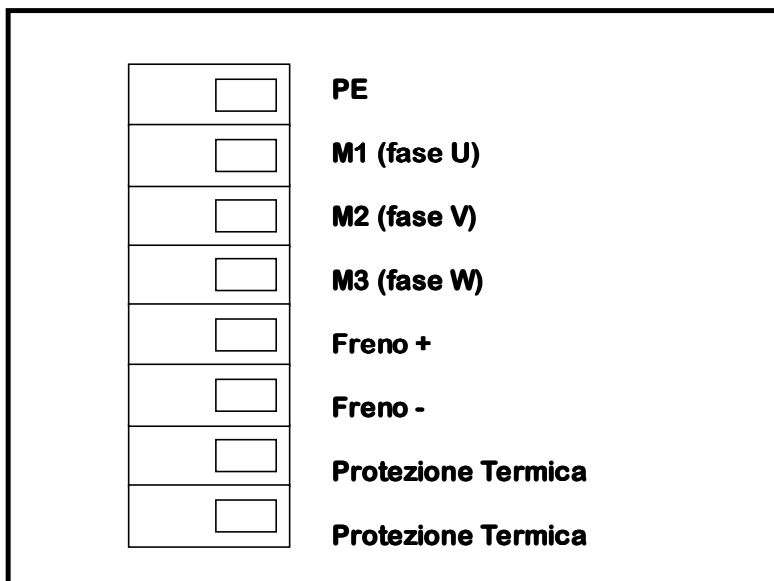 PE
M1 (fase U)
M2 (fase V)
M3 (fase W)
Freno +
Freno -
Protezione Termica
Protezione Termica